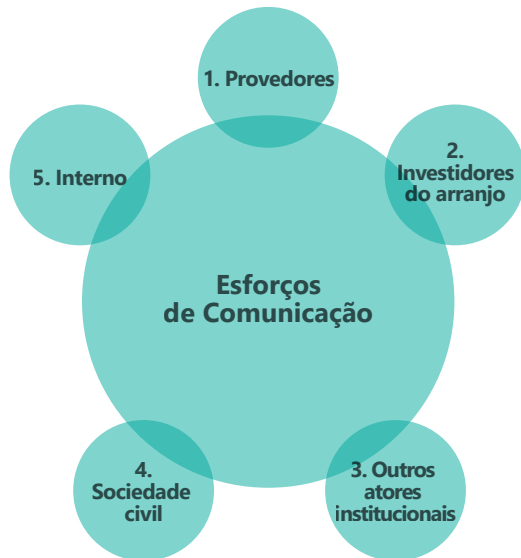 1. Provedores
2.
Investidores
do arranjo
5. Interno
Esforços
de Comunicação
4.
Sociedade
civil
3. Outros
atores
institucionais